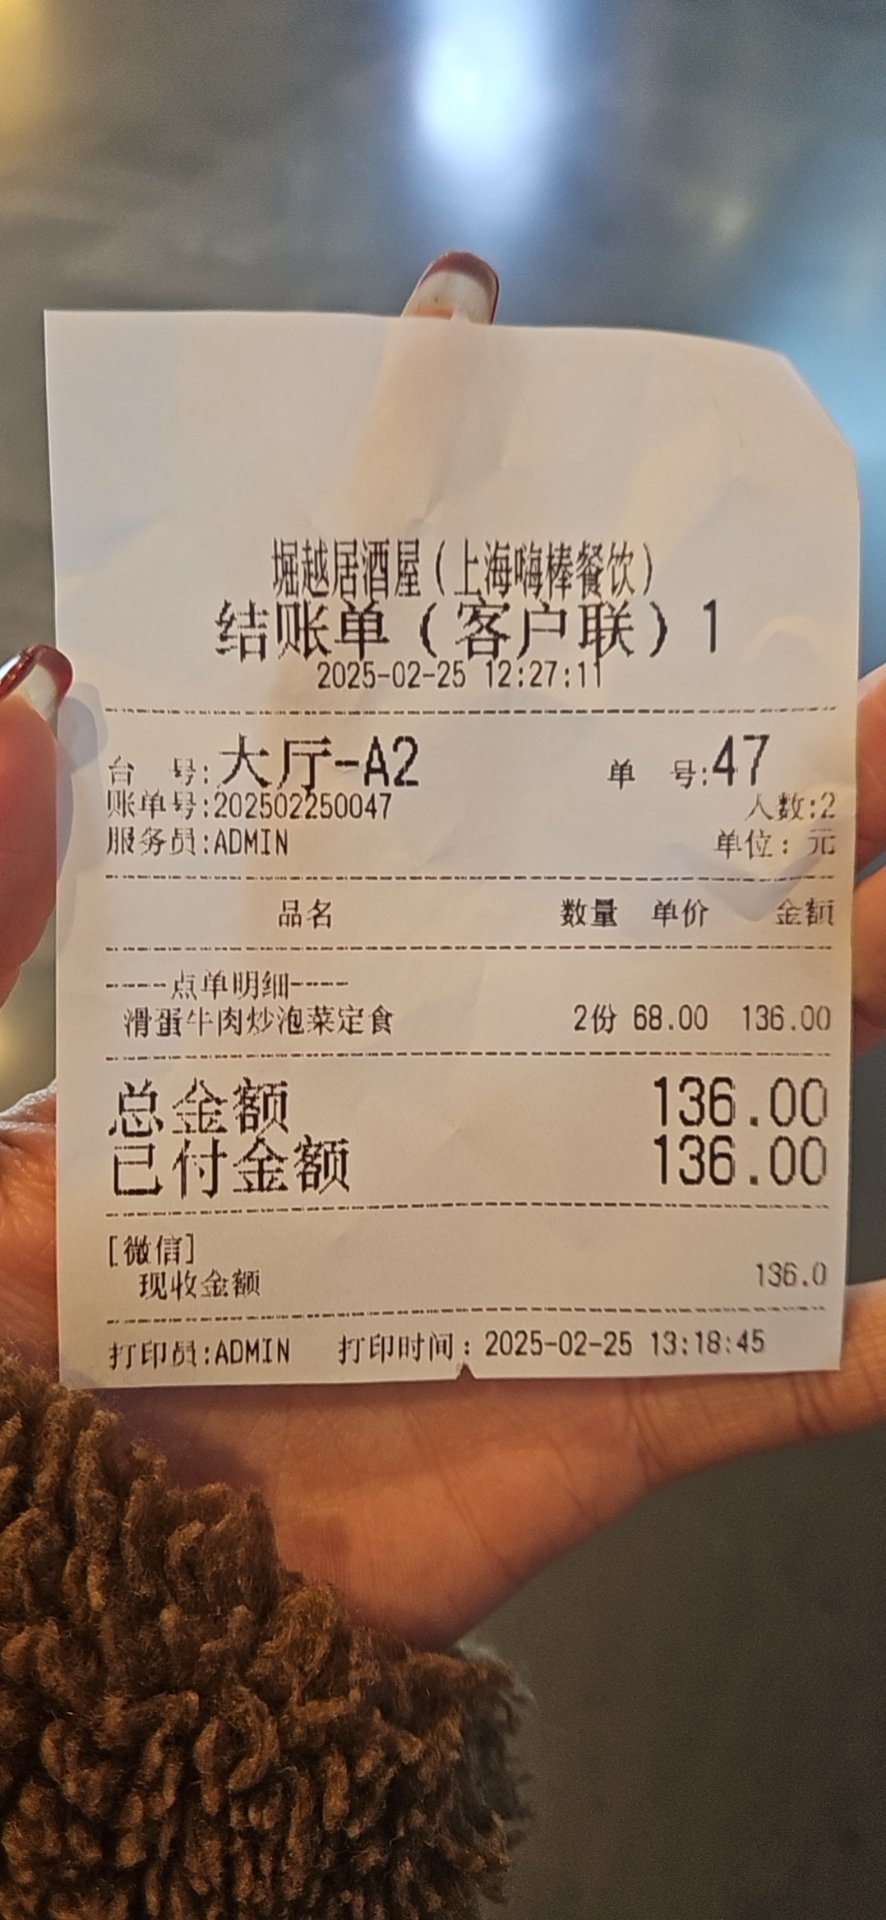 堀越居酒屋（上海嗨棒餐饮）
结账单（客户联）1
2025-02-25 12:27:11
台 号:大厅-A2 单 号:47
账单号:202502250047 人数:2
服务员:ADMIN 单位：元
品名 数量 单价 金额
----点单明细----
滑蛋牛肉炒泡菜定食 2份 68.00 136.00
总金额 136.00
已付金额 136.00
[微信]
现收金额 136.0
打印员:ADMIN 打印时间：2025-02-25 13:18:45